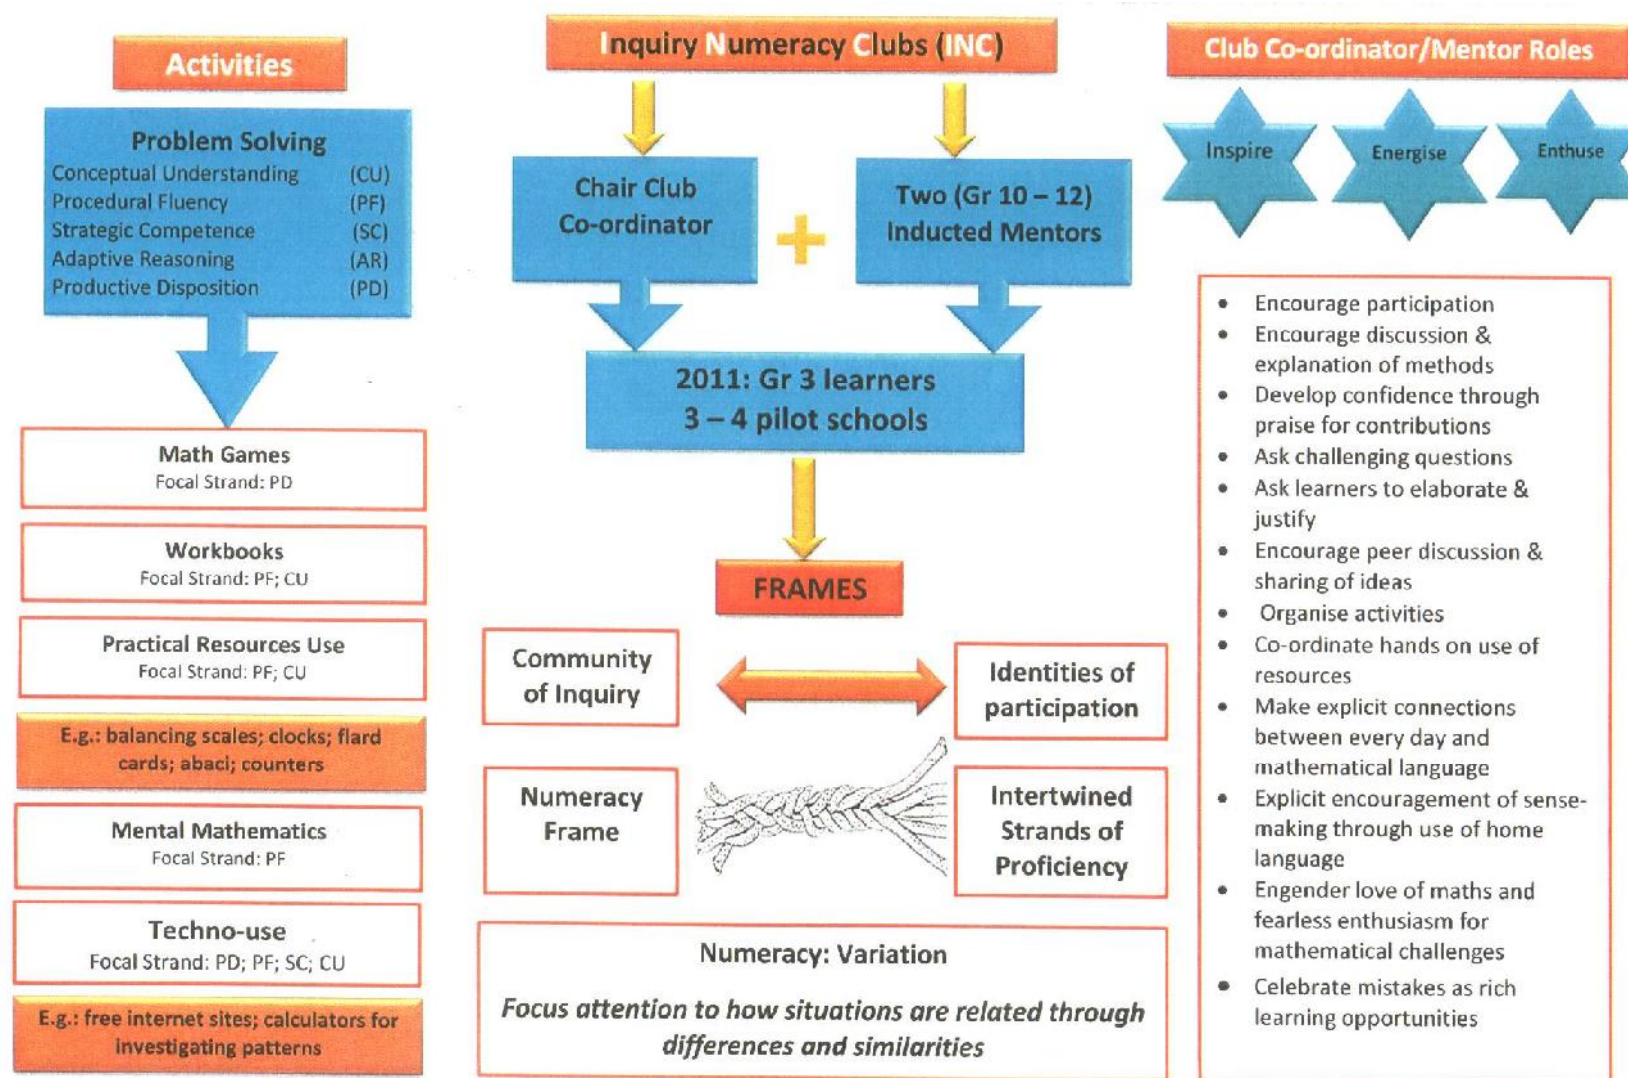 Activities
Problem Solving
Conceptual Understanding (CU)
Procedural Fluency (PF)
Strategic Competence (SC)
Adaptive Reasoning (AR)
Productive Disposition (PD)
Math Games
Focal Strand: PD
Workbooks
Focal Strand: PF; CU
Practical Resources Use
Focal Strand: PF; CU
E.g.: balancing scales; clocks; flard
cards; abaci; counters
Mental Mathematics
Focal Strand: PF
Techno-use
Focal Strand: PD; PF; SC; CU
E.g.: free internet sites; calculators for
investigating patterns
Inquiry Numeracy Clubs (INC)
Chair Club
Co-ordinator
+
Two (Gr 10 – 12)
Inducted Mentors
2011: Gr 3 learners
3 – 4 pilot schools
FRAMES
Community
of Inquiry
Identities of
participation
Numeracy
Frame
Intertwined
Strands of
Proficiency
Numeracy: Variation
Focus attention to how situations are related through
differences and similarities
Club Co-ordinator/Mentor Roles
Inspire
Energise
Enthuse
• Encourage participation
• Encourage discussion &
explanation of methods
• Develop confidence through
praise for contributions
• Ask challenging questions
• Ask learners to elaborate &
justify
• Encourage peer discussion &
sharing of ideas
• Organise activities
• Co-ordinate hands on use of
resources
• Make explicit connections
between every day and
mathematical language
• Explicit encouragement of sense-
making through use of home
language
• Engender love of maths and
fearless enthusiasm for
mathematical challenges
• Celebrate mistakes as rich
learning opportunities